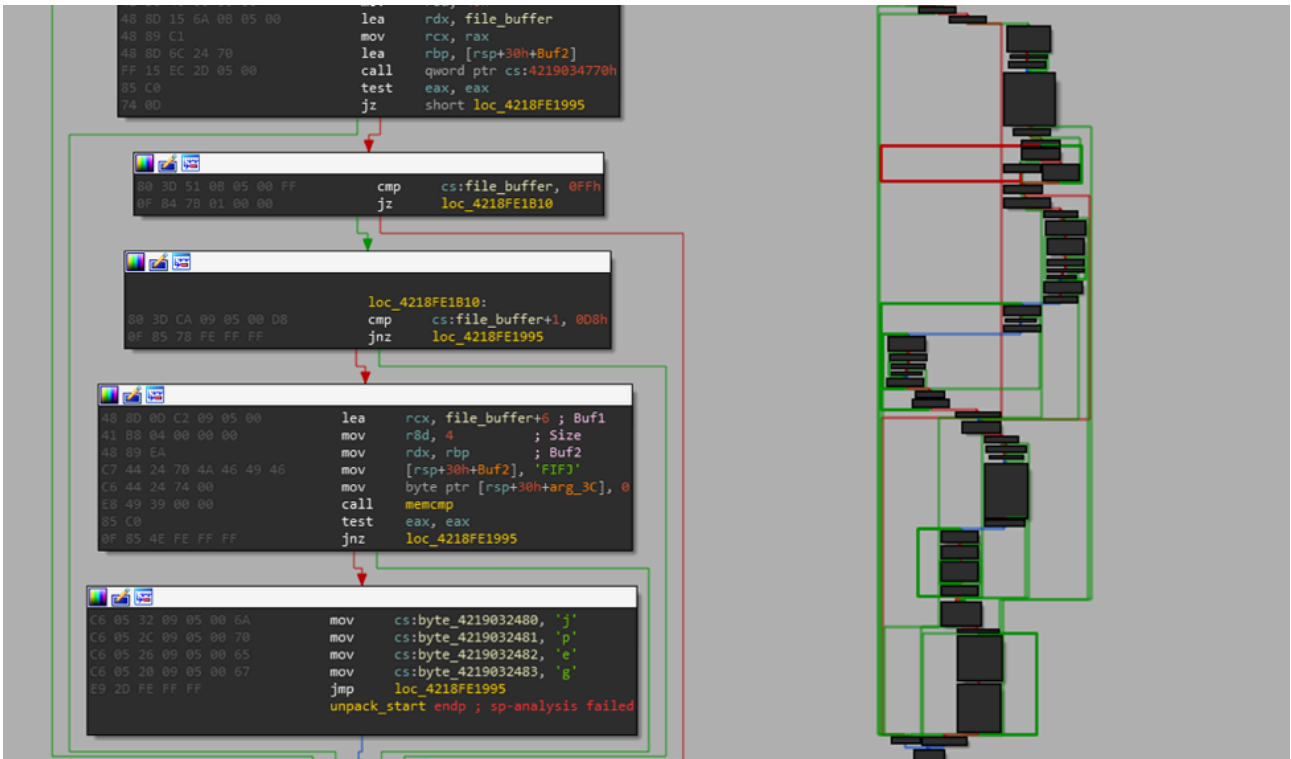 48 8D 15 6A 0B 05 00 lea rdx, file_buffer
48 89 C1 mov rcx, rax
48 8D 6C 24 70 lea rbp, [rsp+30h+Buf2]
FF 15 EC 2D 05 00 call qword ptr cs:4219034770h
85 C0 test eax, eax
74 0D jz short loc_4218FE1995
80 3D 51 0B 05 00 FF cmp cs:file_buffer, 0FFh
0F 84 7B 01 00 00 jz loc_4218FE1B10
loc_4218FE1B10:
80 3D CA 09 05 00 D8 cmp cs:file_buffer+1, 0D8h
0F 85 78 FE FF FF jnz loc_4218FE1995
48 8D 0D C2 09 05 00 lea rcx, file_buffer+6 ; Buf1
41 B8 04 00 00 00 mov r8d, 4 ; Size
48 89 EA mov rdx, rbp ; Buf2
C7 44 24 70 4A 46 49 46 mov [rsp+30h+Buf2], 'FIFJ'
C6 44 24 74 00 mov byte ptr [rsp+30h+arg_3C], 0
E8 49 39 00 00 call memcmp
85 C0 test eax, eax
0F 85 4E FE FF FF jnz loc_4218FE1995
C6 05 32 09 05 00 6A mov cs:byte_4219032480, 'j'
C6 05 2C 09 05 00 70 mov cs:byte_4219032481, 'p'
C6 05 26 09 05 00 65 mov cs:byte_4219032482, 'e'
C6 05 20 09 05 00 67 mov cs:byte_4219032483, 'g'
E9 2D FE FF FF jmp loc_4218FE1995
unpack_start endp ; sp-analysis failed